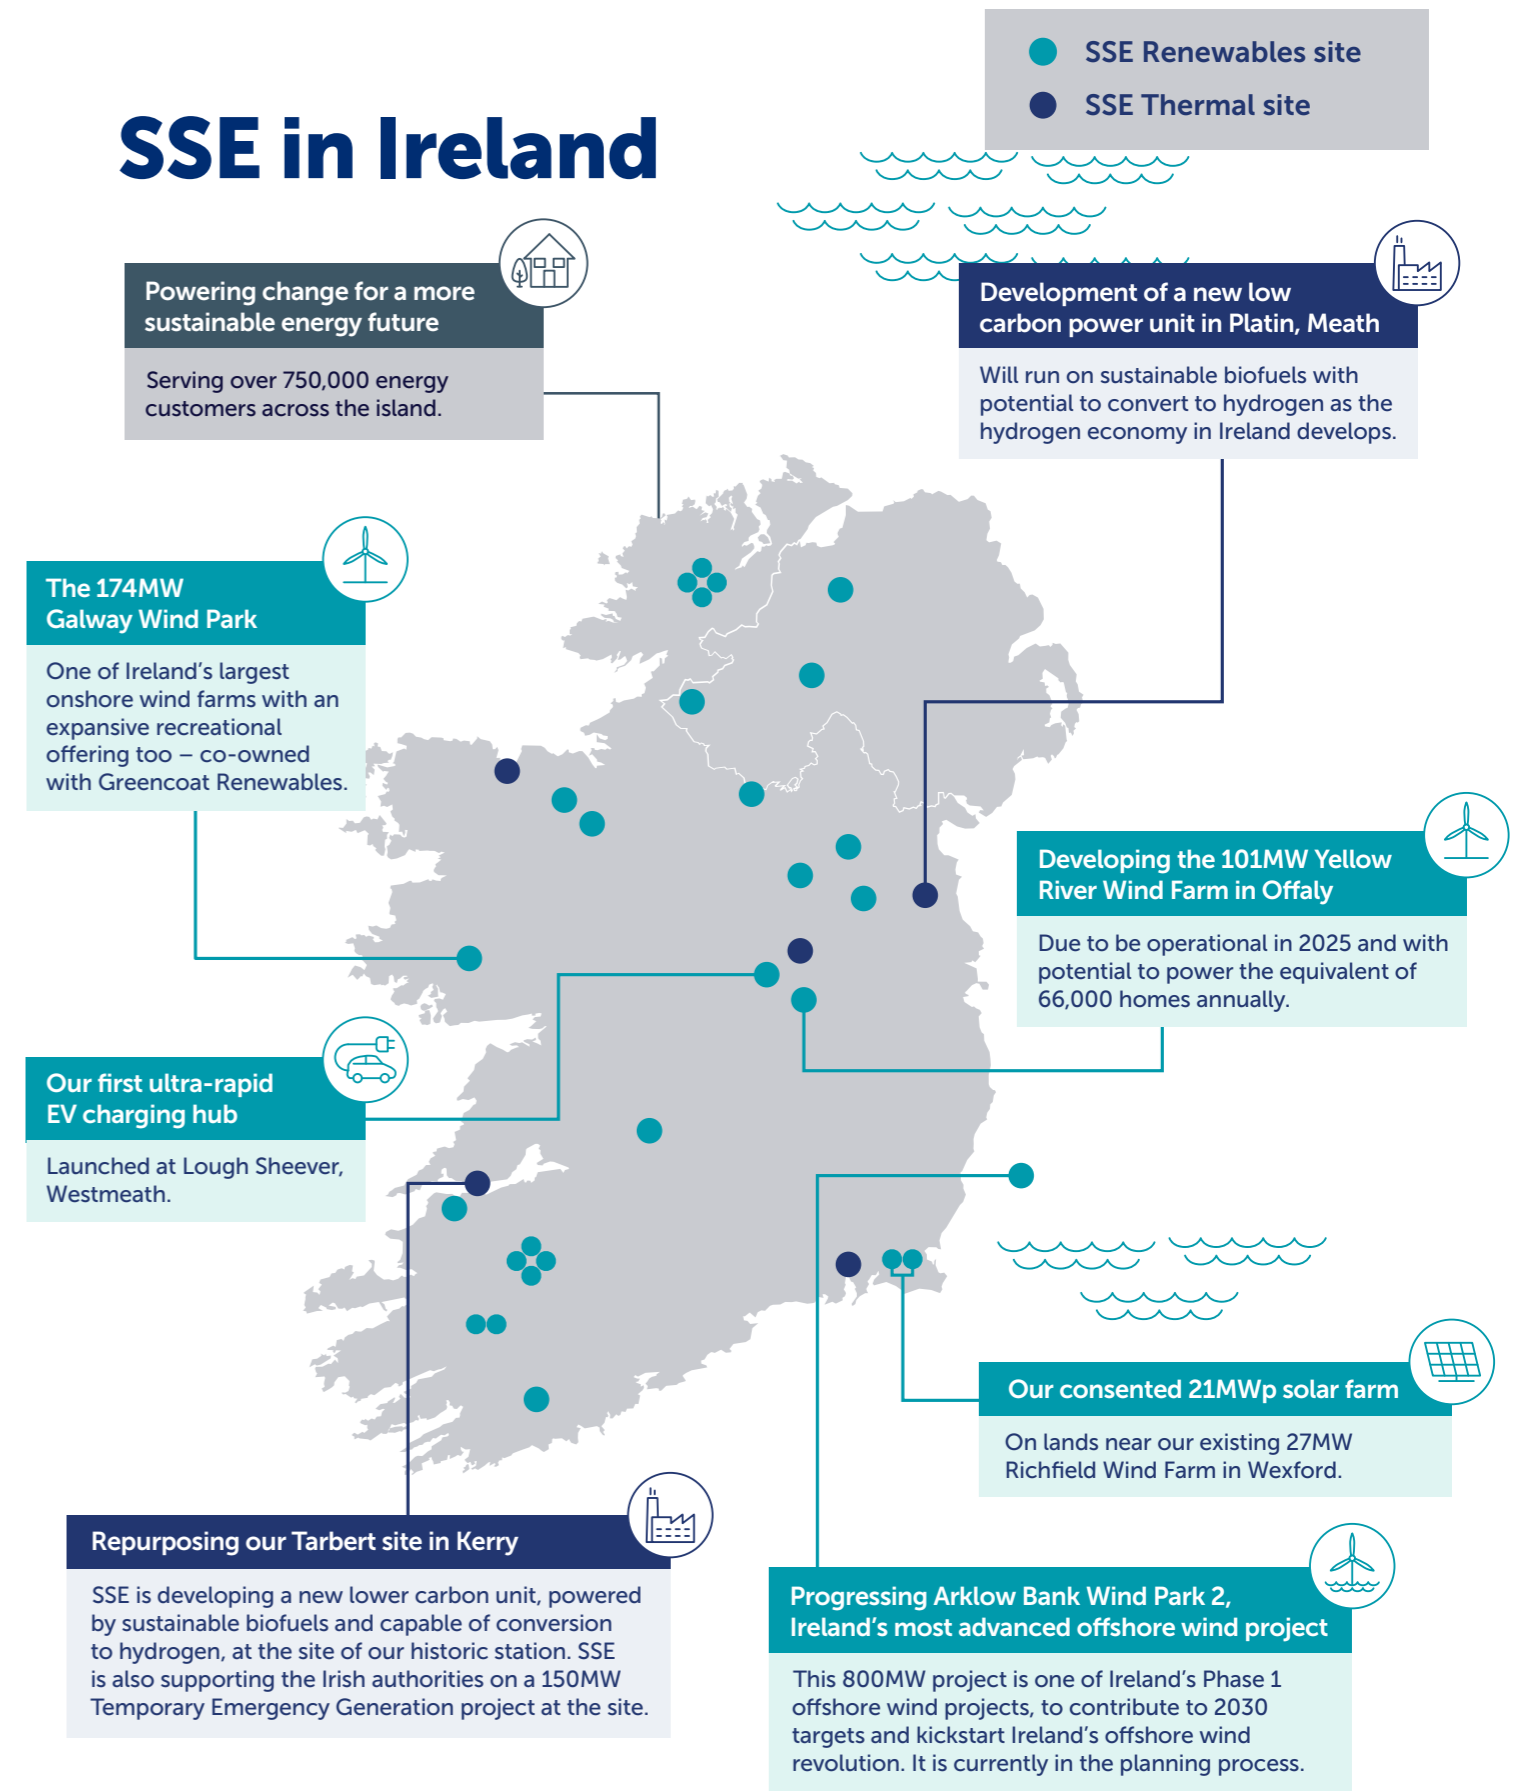 SSE Renewables site
SSE Thermal site
SSE in Ireland
Powering change for a more
sustainable energy future
Serving over 750,000 energy
customers across the island.
Development of a new low
carbon power unit in Platin, Meath
Will run on sustainable biofuels with
potential to convert to hydrogen as the
hydrogen economy in Ireland develops.
The 174MW
Galway Wind Park
One of Ireland's largest
onshore wind farms with an
expansive recreational
offering too – co-owned
with Greencoat Renewables.
Developing the 101MW Yellow
River Wind Farm in Offaly
Due to be operational in 2025 and with
potential to power the equivalent of
66,000 homes annually.
Our first ultra-rapid
EV charging hub
Launched at Lough Sheever,
Westmeath.
Our consented 21MWp solar farm
On lands near our existing 27MW
Richfield Wind Farm in Wexford.
Repurposing our Tarbert site in Kerry
SSE is developing a new lower carbon unit, powered
by sustainable biofuels and capable of conversion
to hydrogen, at the site of our historic station. SSE
is also supporting the Irish authorities on a 150MW
Temporary Emergency Generation project at the site.
Progressing Arklow Bank Wind Park 2,
Ireland's most advanced offshore wind project
This 800MW project is one of Ireland's Phase 1
offshore wind projects, to contribute to 2030
targets and kickstart Ireland's offshore wind
revolution. It is currently in the planning process.